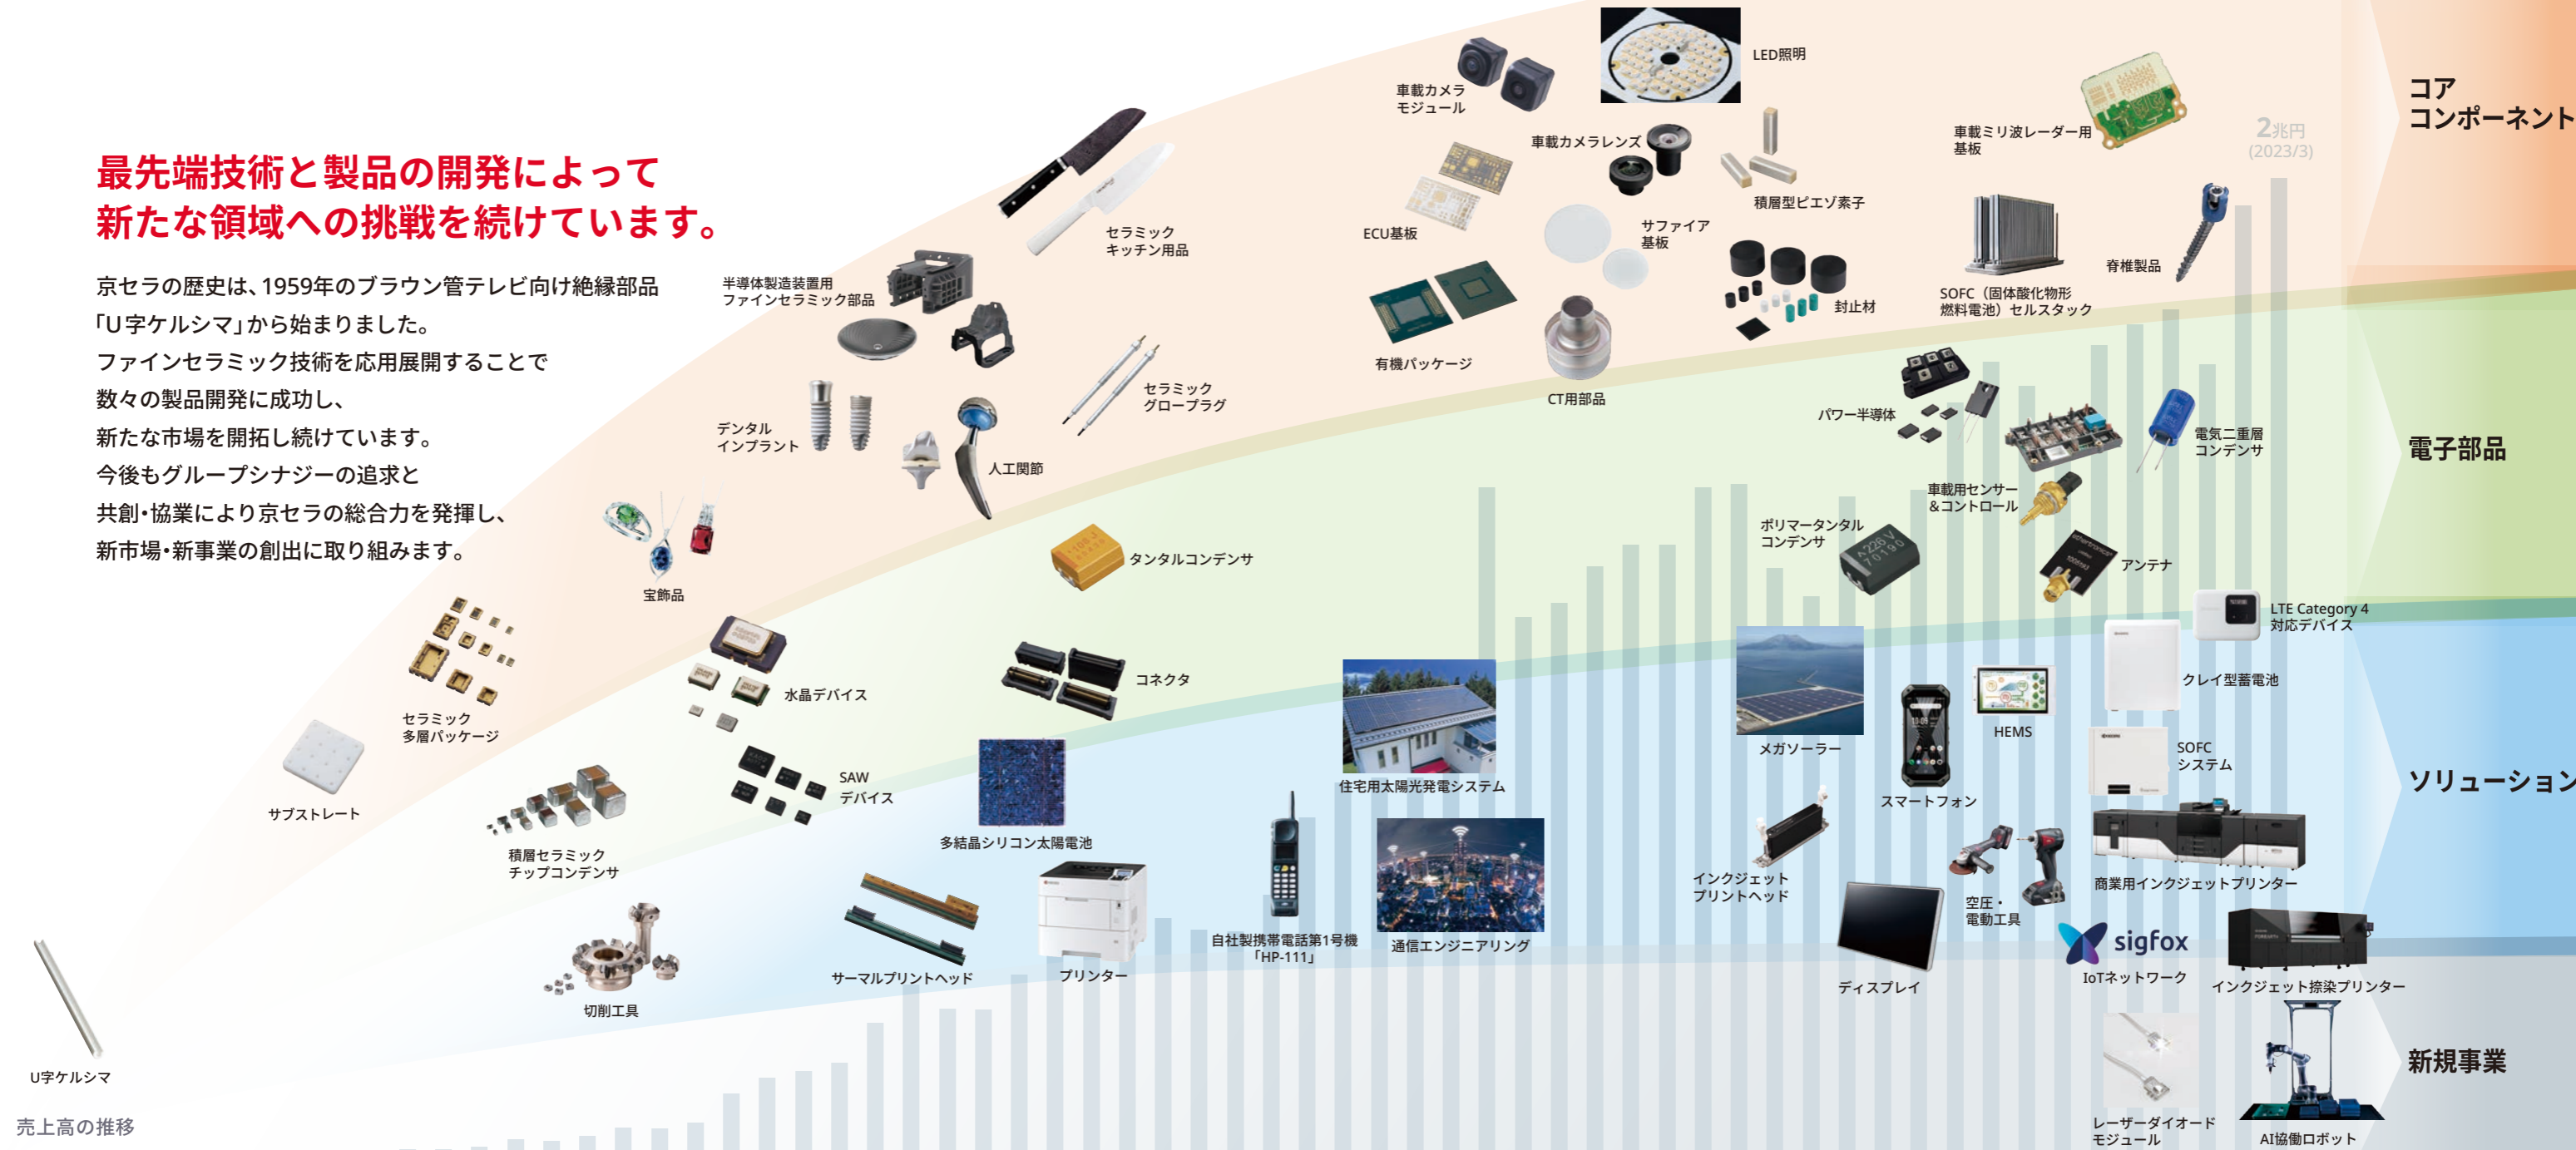 最先端技術と製品の開発によって
新たな領域への挑戦を続けています。
京セラの歴史は、1959年のブラウン管テレビ向け絶縁部品
「U字ケルシマ」から始まりました。
ファインセラミック技術を応用展開することで
数々の製品開発に成功し、
新たな市場を開拓し続けています。
今後もグループシナジーの追求と
共創・協業により京セラの総合力を発揮し、
新市場・新事業の創出に取り組みます。
U字ケルシマ
売上高の推移
サブストレート
セラミック
多層パッケージ
宝飾品
デンタル
インプラント
半導体製造装置用
ファインセラミック部品
人工関節
セラミック
キッチン用品
セラミック
グロープラグ
車載カメラ
モジュール
LED照明
車載カメラレンズ
ECU基板
積層型ピエゾ素子
サファイア
基板
有機パッケージ
CT用部品
封止材
車載ミリ波レーダー用
基板
SOFC（固体酸化物形
燃料電池）セルスタック
脊椎製品
2兆円
(2023/3)
コア
コンポーネント
積層セラミック
チップコンデンサ
水晶デバイス
SAW
デバイス
タンタルコンデンサ
コネクタ
パワー半導体
電気二重層
コンデンサ
車載用センサー
＆コントロール
ポリマータンタル
コンデンサ
226V
70190
アンテナ
ethertronics
電子部品
切削工具
多結晶シリコン太陽電池
サーマルプリントヘッド
プリンター
自社製携帯電話第1号機
「HP-111」
住宅用太陽光発電システム
通信エンジニアリング
メガソーラー
インクジェット
プリントヘッド
スマートフォン
HEMS
ディスプレイ
空圧・
電動工具
LTE Category 4
対応デバイス
クレイ型蓄電池
SOFC
システム
商業用インクジェットプリンター
sigfox
IoTネットワーク
インクジェット捺染プリンター
ソリューション
レーザーダイオード
モジュール
AI協働ロボット
新規事業